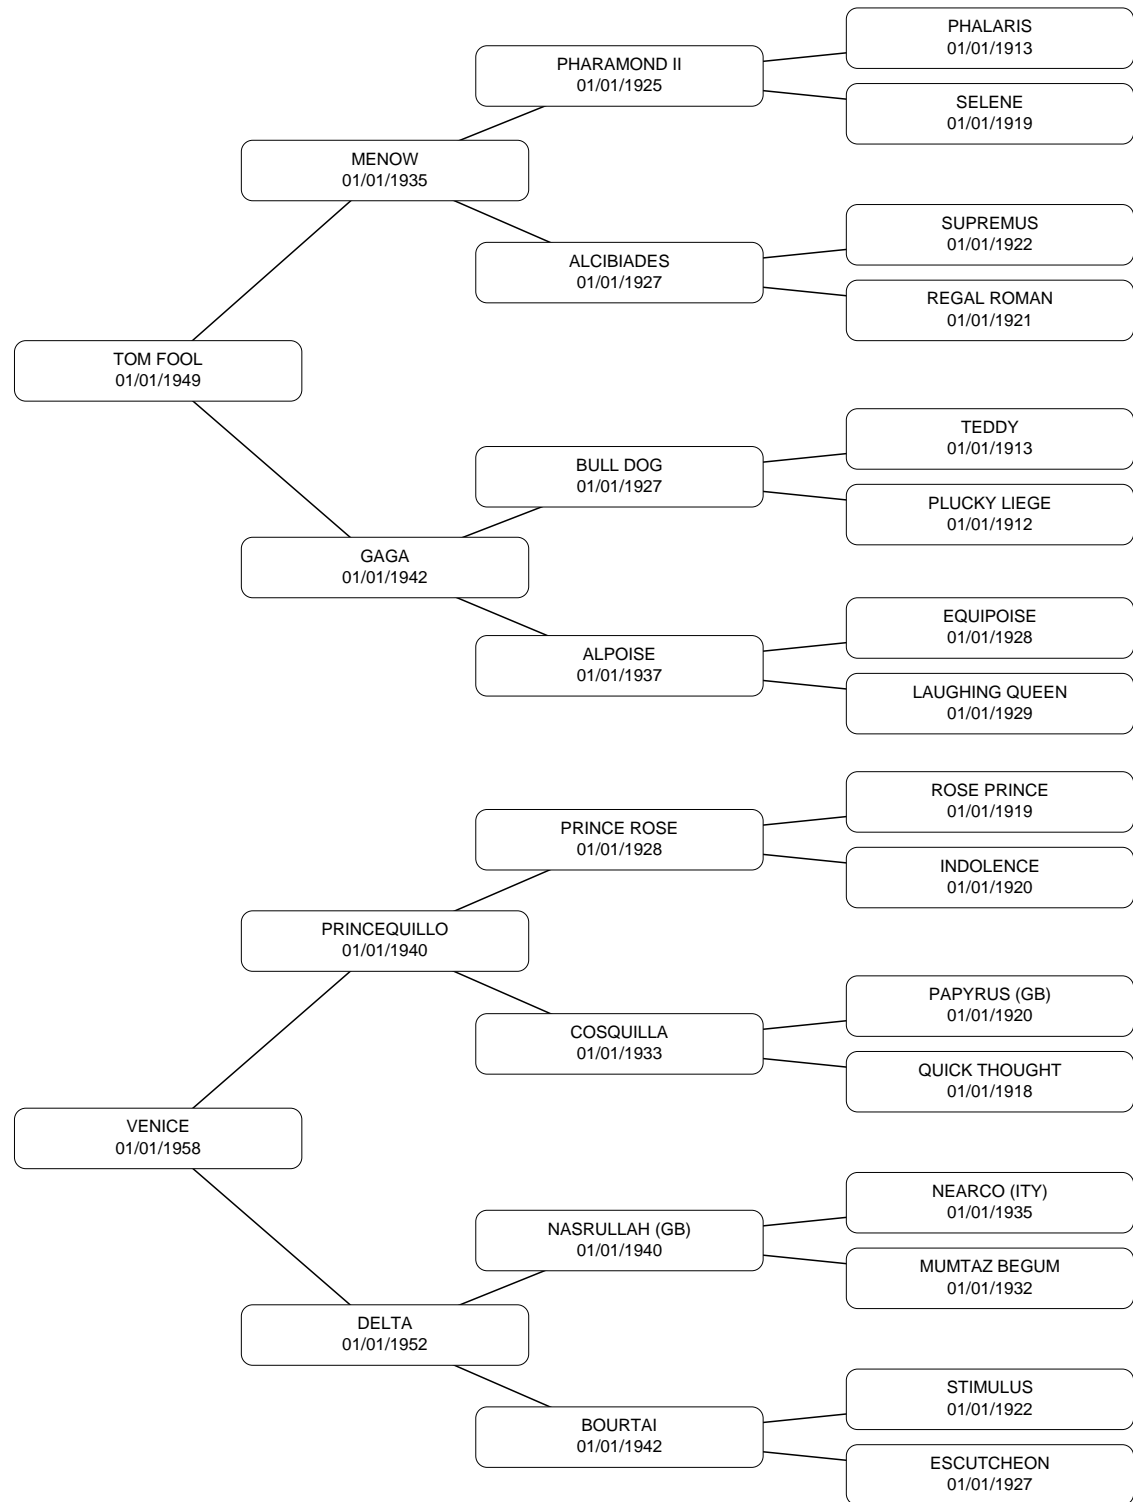 PHALARIS
01/01/1913
PHARAMOND II
01/01/1925
SELENE
01/01/1919
MENOW
01/01/1935
SUPREMUS
01/01/1922
ALCIBIADES
01/01/1927
REGAL ROMAN
01/01/1921
TOM FOOL
01/01/1949
TEDDY
01/01/1913
BULL DOG
01/01/1927
PLUCKY LIEGE
01/01/1912
GAGA
01/01/1942
EQUIPOISE
01/01/1928
ALPOISE
01/01/1937
LAUGHING QUEEN
01/01/1929
ROSE PRINCE
01/01/1919
PRINCE ROSE
01/01/1928
INDOLENCE
01/01/1920
PRINCEQUILLO
01/01/1940
PAPYRUS (GB)
01/01/1920
COSQUILLA
01/01/1933
QUICK THOUGHT
01/01/1918
VENICE
01/01/1958
NEARCO (ITY)
01/01/1935
NASRULLAH (GB)
01/01/1940
MUMTAZ BEGUM
01/01/1932
DELTA
01/01/1952
STIMULUS
01/01/1922
BOURTAI
01/01/1942
ESCUTCHEON
01/01/1927